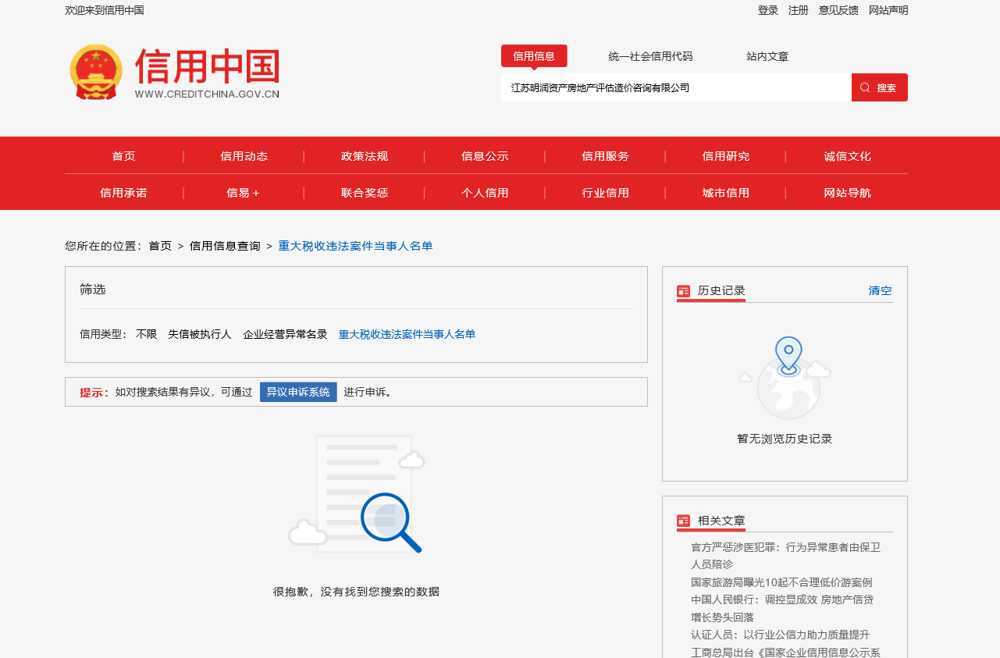 欢迎来到信用中国
登录 注册 意见反馈 网站声明
信用中国
WWW.CREDITCHINA.GOV.CN
信用信息 统一社会信用代码 站内文章
江苏明润资产房地产评估造价咨询有限公司 搜索
首页 信用动态 政策法规 信息公示 信用服务 信用研究 诚信文化
信用承诺 信易+ 联合奖惩 个人信用 行业信用 城市信用 网站导航
您所在的位置：首页 > 信用信息查询 > 重大税收违法案件当事人名单
筛选
信用类型： 不限 失信被执行人 企业经营异常名录 重大税收违法案件当事人名单
提示：如对搜索结果有异议，可通过 异议申诉系统 进行申诉。
很抱歉，没有找到您搜索的数据
历史记录 清空
暂无浏览历史记录
相关文章
官方严惩涉医犯罪：行为异常患者由保卫
人员陪诊
国家旅游局曝光10起不合理低价游案例
中国人民银行：调控显成效 房地产信贷
增长势头回落
认证人员：以行业公信力助力质量提升
工商总局出台《国家企业信用信息公示系